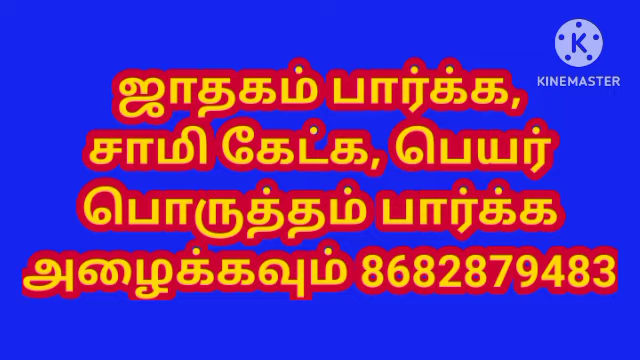 KINEMASTER
ஜாதகம் பார்க்க,
சாமி கேட்க, பெயர்
பொருத்தம் பார்க்க
அழைக்கவும் 8682879483